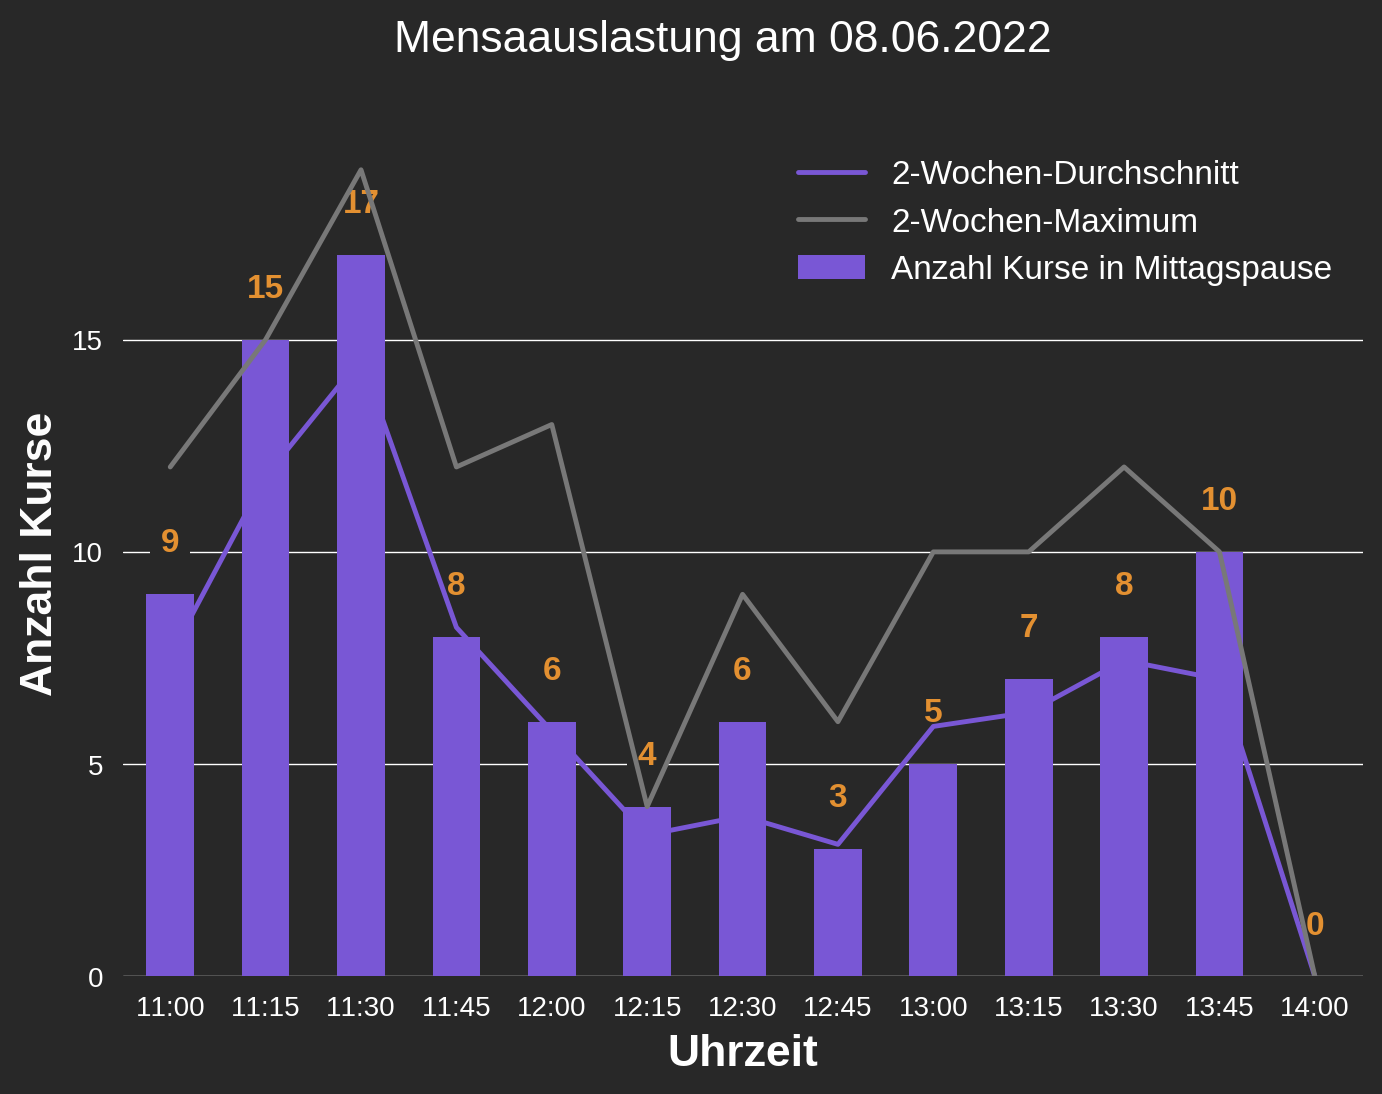 Mensaauslastung am 08.06.2022
2-Wochen-Durchschnitt
2-Wochen-Maximum
Anzahl Kurse in Mittagspause
Anzahl Kurse
15
10
5
0
9
15
17
8
6
4
6
3
5
7
8
10
0
11:00 11:15 11:30 11:45 12:00 12:15 12:30 12:45 13:00 13:15 13:30 13:45 14:00
Uhrzeit